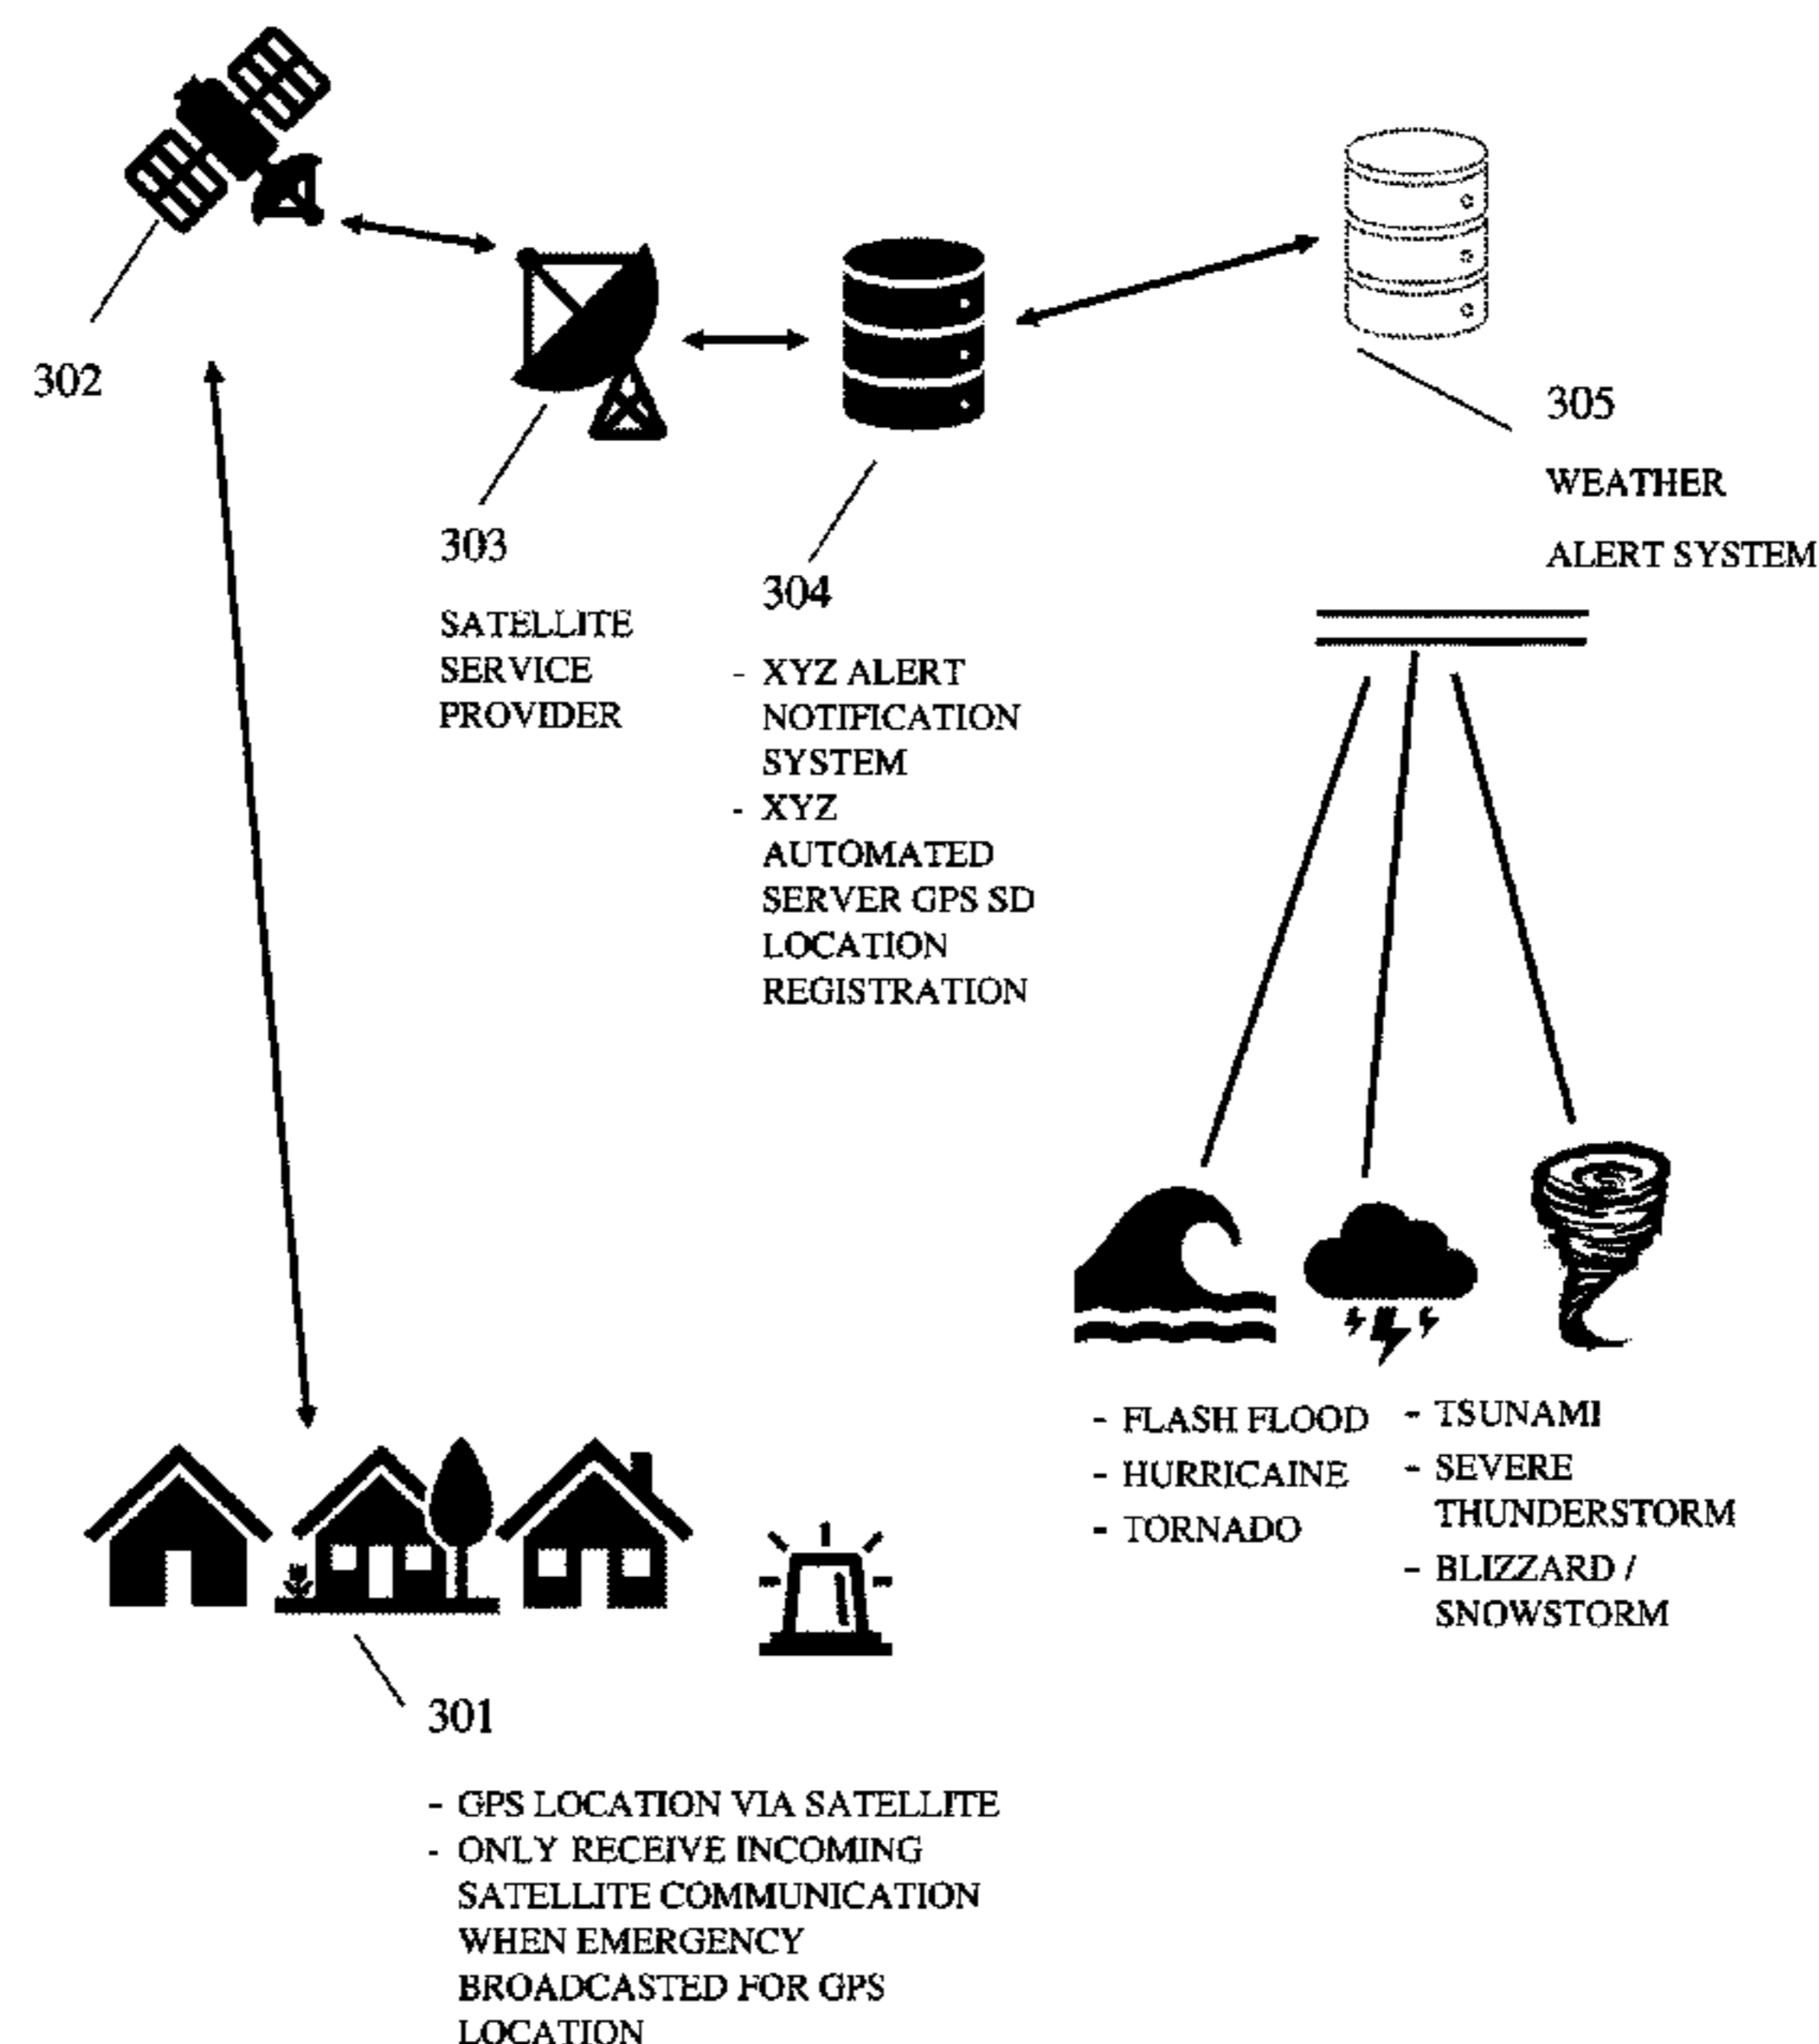 302
303
SATELLITE
SERVICE
PROVIDER
304
- XYZ ALERT
NOTIFICATION
SYSTEM
- XYZ
AUTOMATED
SERVER GPS SD
LOCATION
REGISTRATION
305
WEATHER
ALERT SYSTEM
- FLASH FLOOD
- HURRICAINE
- TORNADO
- TSUNAMI
- SEVERE
THUNDERSTORM
- BLIZZARD /
SNOWSTORM
301
- GPS LOCATION VIA SATELLITE
- ONLY RECEIVE INCOMING
SATELLITE COMMUNICATION
WHEN EMERGENCY
BROADCASTED FOR GPS
LOCATION